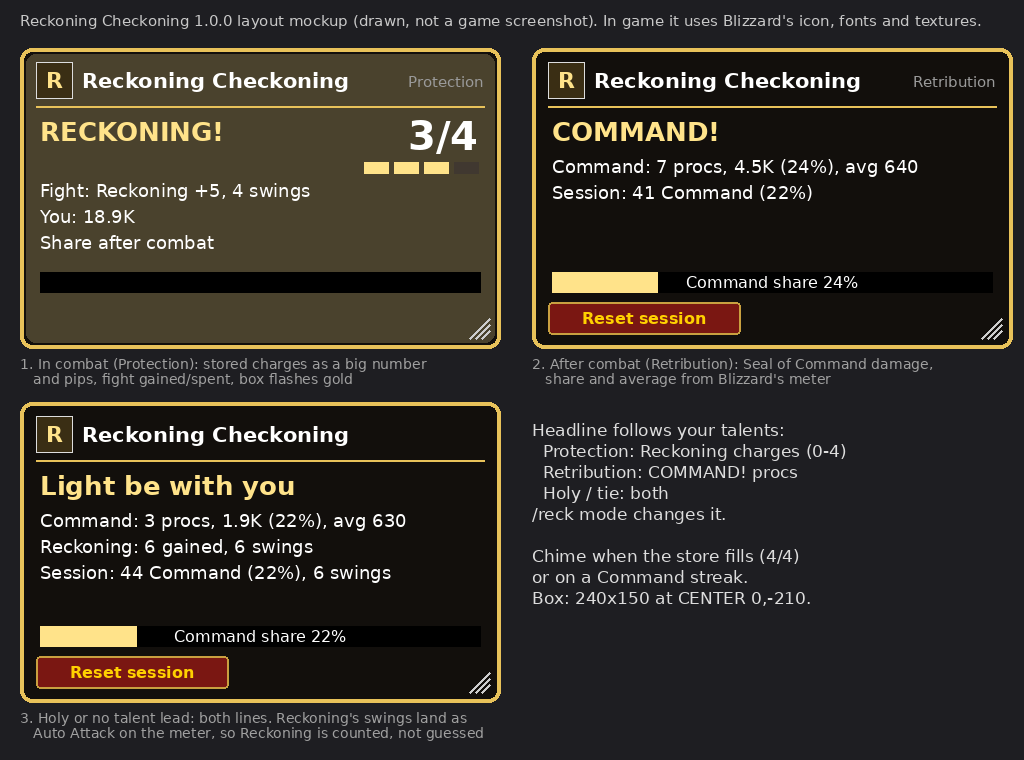 Reckoning Checkoning 1.0.0 layout mockup (drawn, not a game screenshot). In game it uses Blizzard's icon, fonts and textures.
R Reckoning Checkoning Protection
RECKONING! 3/4
Fight: Reckoning +5, 4 swings
You: 18.9K
Share after combat
1. In combat (Protection): stored charges as a big number
and pips, fight gained/spent, box flashes gold
R Reckoning Checkoning Retribution
COMMAND!
Command: 7 procs, 4.5K (24%), avg 640
Session: 41 Command (22%)
Command share 24%
Reset session
2. After combat (Retribution): Seal of Command damage,
share and average from Blizzard's meter
R Reckoning Checkoning
Light be with you
Command: 3 procs, 1.9K (22%), avg 630
Reckoning: 6 gained, 6 swings
Session: 44 Command (22%), 6 swings
Command share 22%
Reset session
3. Holy or no talent lead: both lines. Reckoning's swings land as
Auto Attack on the meter, so Reckoning is counted, not guessed
Headline follows your talents:
Protection: Reckoning charges (0-4)
Retribution: COMMAND! procs
Holy / tie: both
/reck mode changes it.
Chime when the store fills (4/4)
or on a Command streak.
Box: 240x150 at CENTER 0,-210.